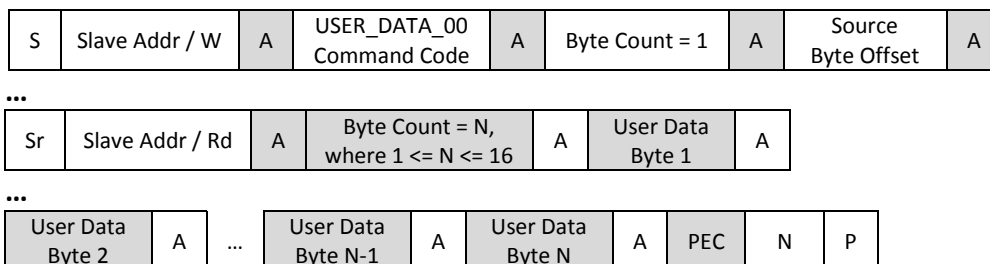 S Slave Addr / W A USER_DATA_00 Command Code A Byte Count = 1 A Source Byte Offset A
…
Sr Slave Addr / Rd A Byte Count = N, where 1 <= N <= 16 A User Data Byte 1 A
…
User Data Byte 2 A … User Data Byte N-1 A User Data Byte N A PEC N P